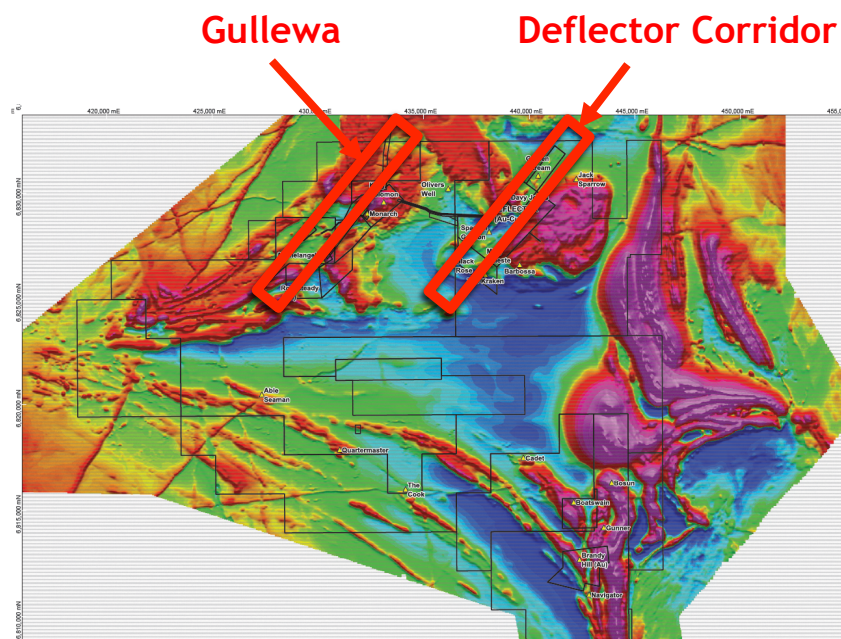 Gullewa
Deflector Corridor
420,000 mE
425,000 mE
430,000 mE
435,000 mE
440,000 mE
445,000 mE
450,000 mE
6,830,000 mN
6,825,000 mN
6,820,000 mN
6,815,000 mN
6,810,000 mN
Olivers
Well
Jack
Sparrow
Monarch
Barbossa
Kraken
Rose
Able
Seaman
Quartermaster
The
Cook
Cadet
Bosun
Boatswain
Gunner
Brandy
Hill (Au)
Navigator